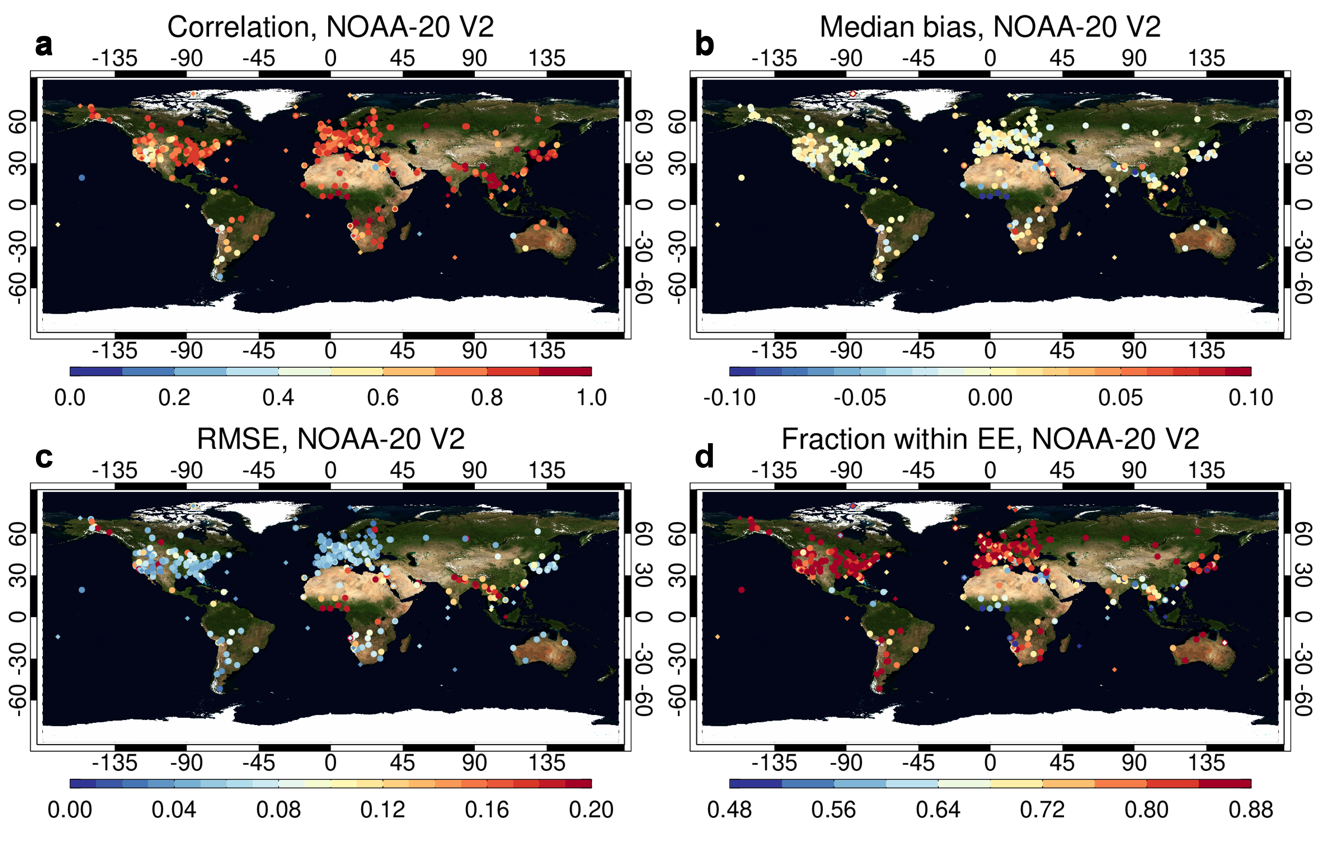 a
Correlation, NOAA-20 V2
-135 -90 -45 0 45 90 135
60 30 0 -30 -60
60 30 0 -30 -60
-135 -90 -45 0 45 90 135
0.0 0.2 0.4 0.6 0.8 1.0
b
Median bias, NOAA-20 V2
-135 -90 -45 0 45 90 135
60 30 0 -30 -60
60 30 0 -30 -60
-135 -90 -45 0 45 90 135
-0.10 -0.05 0.00 0.05 0.10
c
RMSE, NOAA-20 V2
-135 -90 -45 0 45 90 135
60 30 0 -30 -60
60 30 0 -30 -60
-135 -90 -45 0 45 90 135
0.00 0.04 0.08 0.12 0.16 0.20
d
Fraction within EE, NOAA-20 V2
-135 -90 -45 0 45 90 135
60 30 0 -30 -60
60 30 0 -30 -60
-135 -90 -45 0 45 90 135
0.48 0.56 0.64 0.72 0.80 0.88